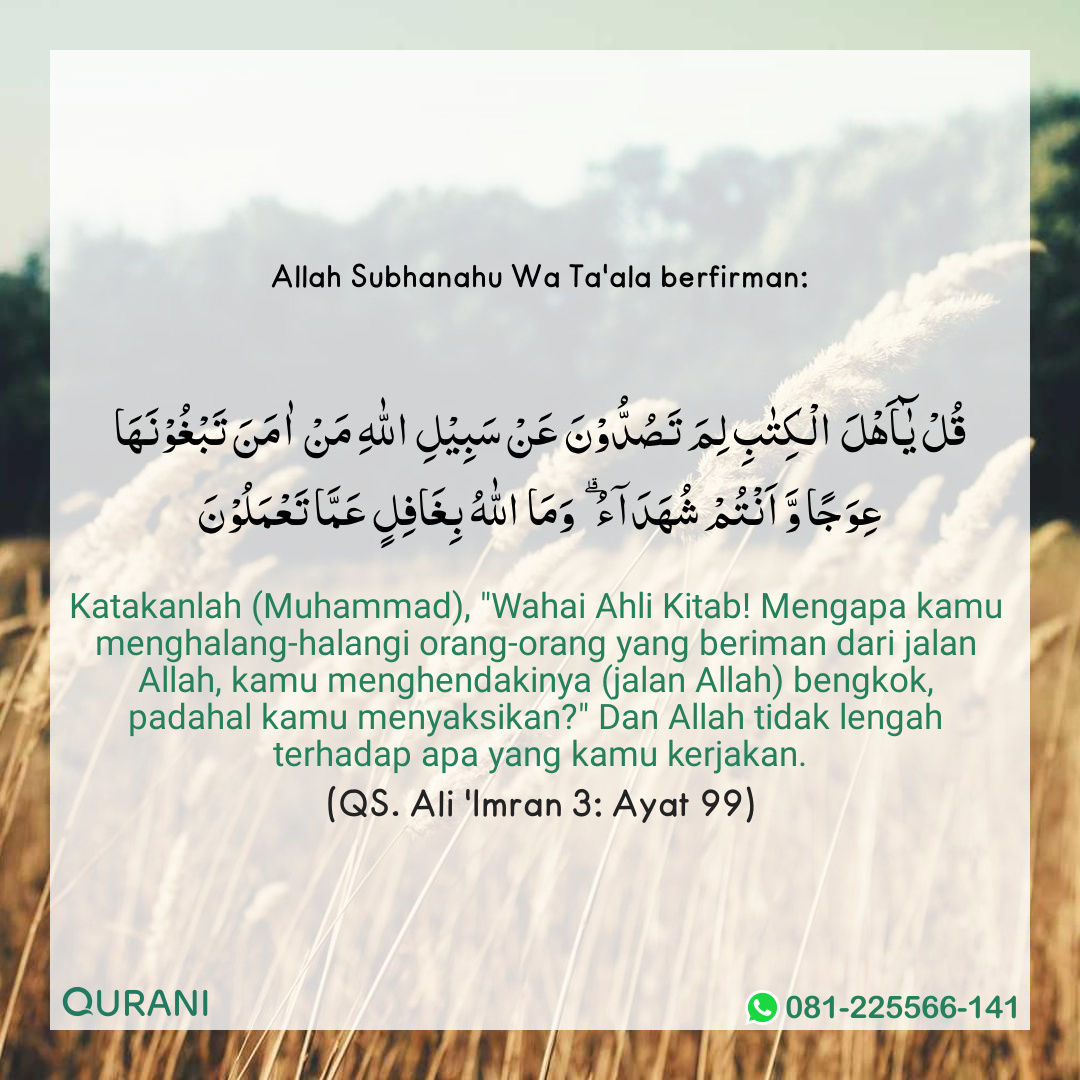 Allah Subhanahu Wa Ta'ala berfirman:
قُلْ يٰۤـاَهْلَ الْكِتٰبِ لِمَ تَصُدُّوْنَ عَنْ سَبِيْلِ اللّٰهِ مَنْ اٰمَنَ تَبْغُوْنَهَا
عِوَجًا وَّاَنْتُمْ شُهَدَآءُ ۗ وَمَا اللّٰهُ بِغَافِلٍ عَمَّا تَعْمَلُوْنَ
Katakanlah (Muhammad), "Wahai Ahli Kitab! Mengapa kamu
menghalang-halangi orang-orang yang beriman dari jalan
Allah, kamu menghendakinya (jalan Allah) bengkok,
padahal kamu menyaksikan?" Dan Allah tidak lengah
terhadap apa yang kamu kerjakan.
(QS. Ali 'Imran 3: Ayat 99)
QURANI
081-225566-141